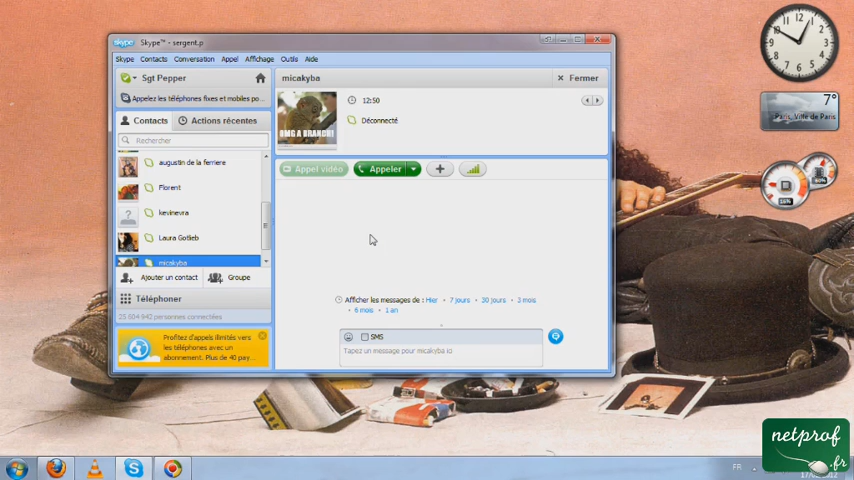 skype Skype™ - sergent.p
Skype Contacts Conversation Appel Affichage Outils Aide
Sgt Pepper
Appelez les téléphones fixes et mobiles po...
Contacts Actions récentes
Rechercher
augustin de la ferriere
Florent
kevinevra
Laura Gotlieb
micakyba
Ajouter un contact Groupe
Téléphoner
25 504 942 personnes connectées
Profitez d'appels illimités vers
les téléphones avec un
abonnement. Plus de 40 pay...
micakyba
Fermer
OMG A BRANCH!
12:50
Déconnecté
Appel vidéo Appeler
Afficher les messages de : Hier • 7 jours • 30 jours • 3 mois
• 6 mois • 1 an
SMS
Tapez un message pour micakyba ici
7°
Paris, Ville de Paris
FR
netprof
.fr